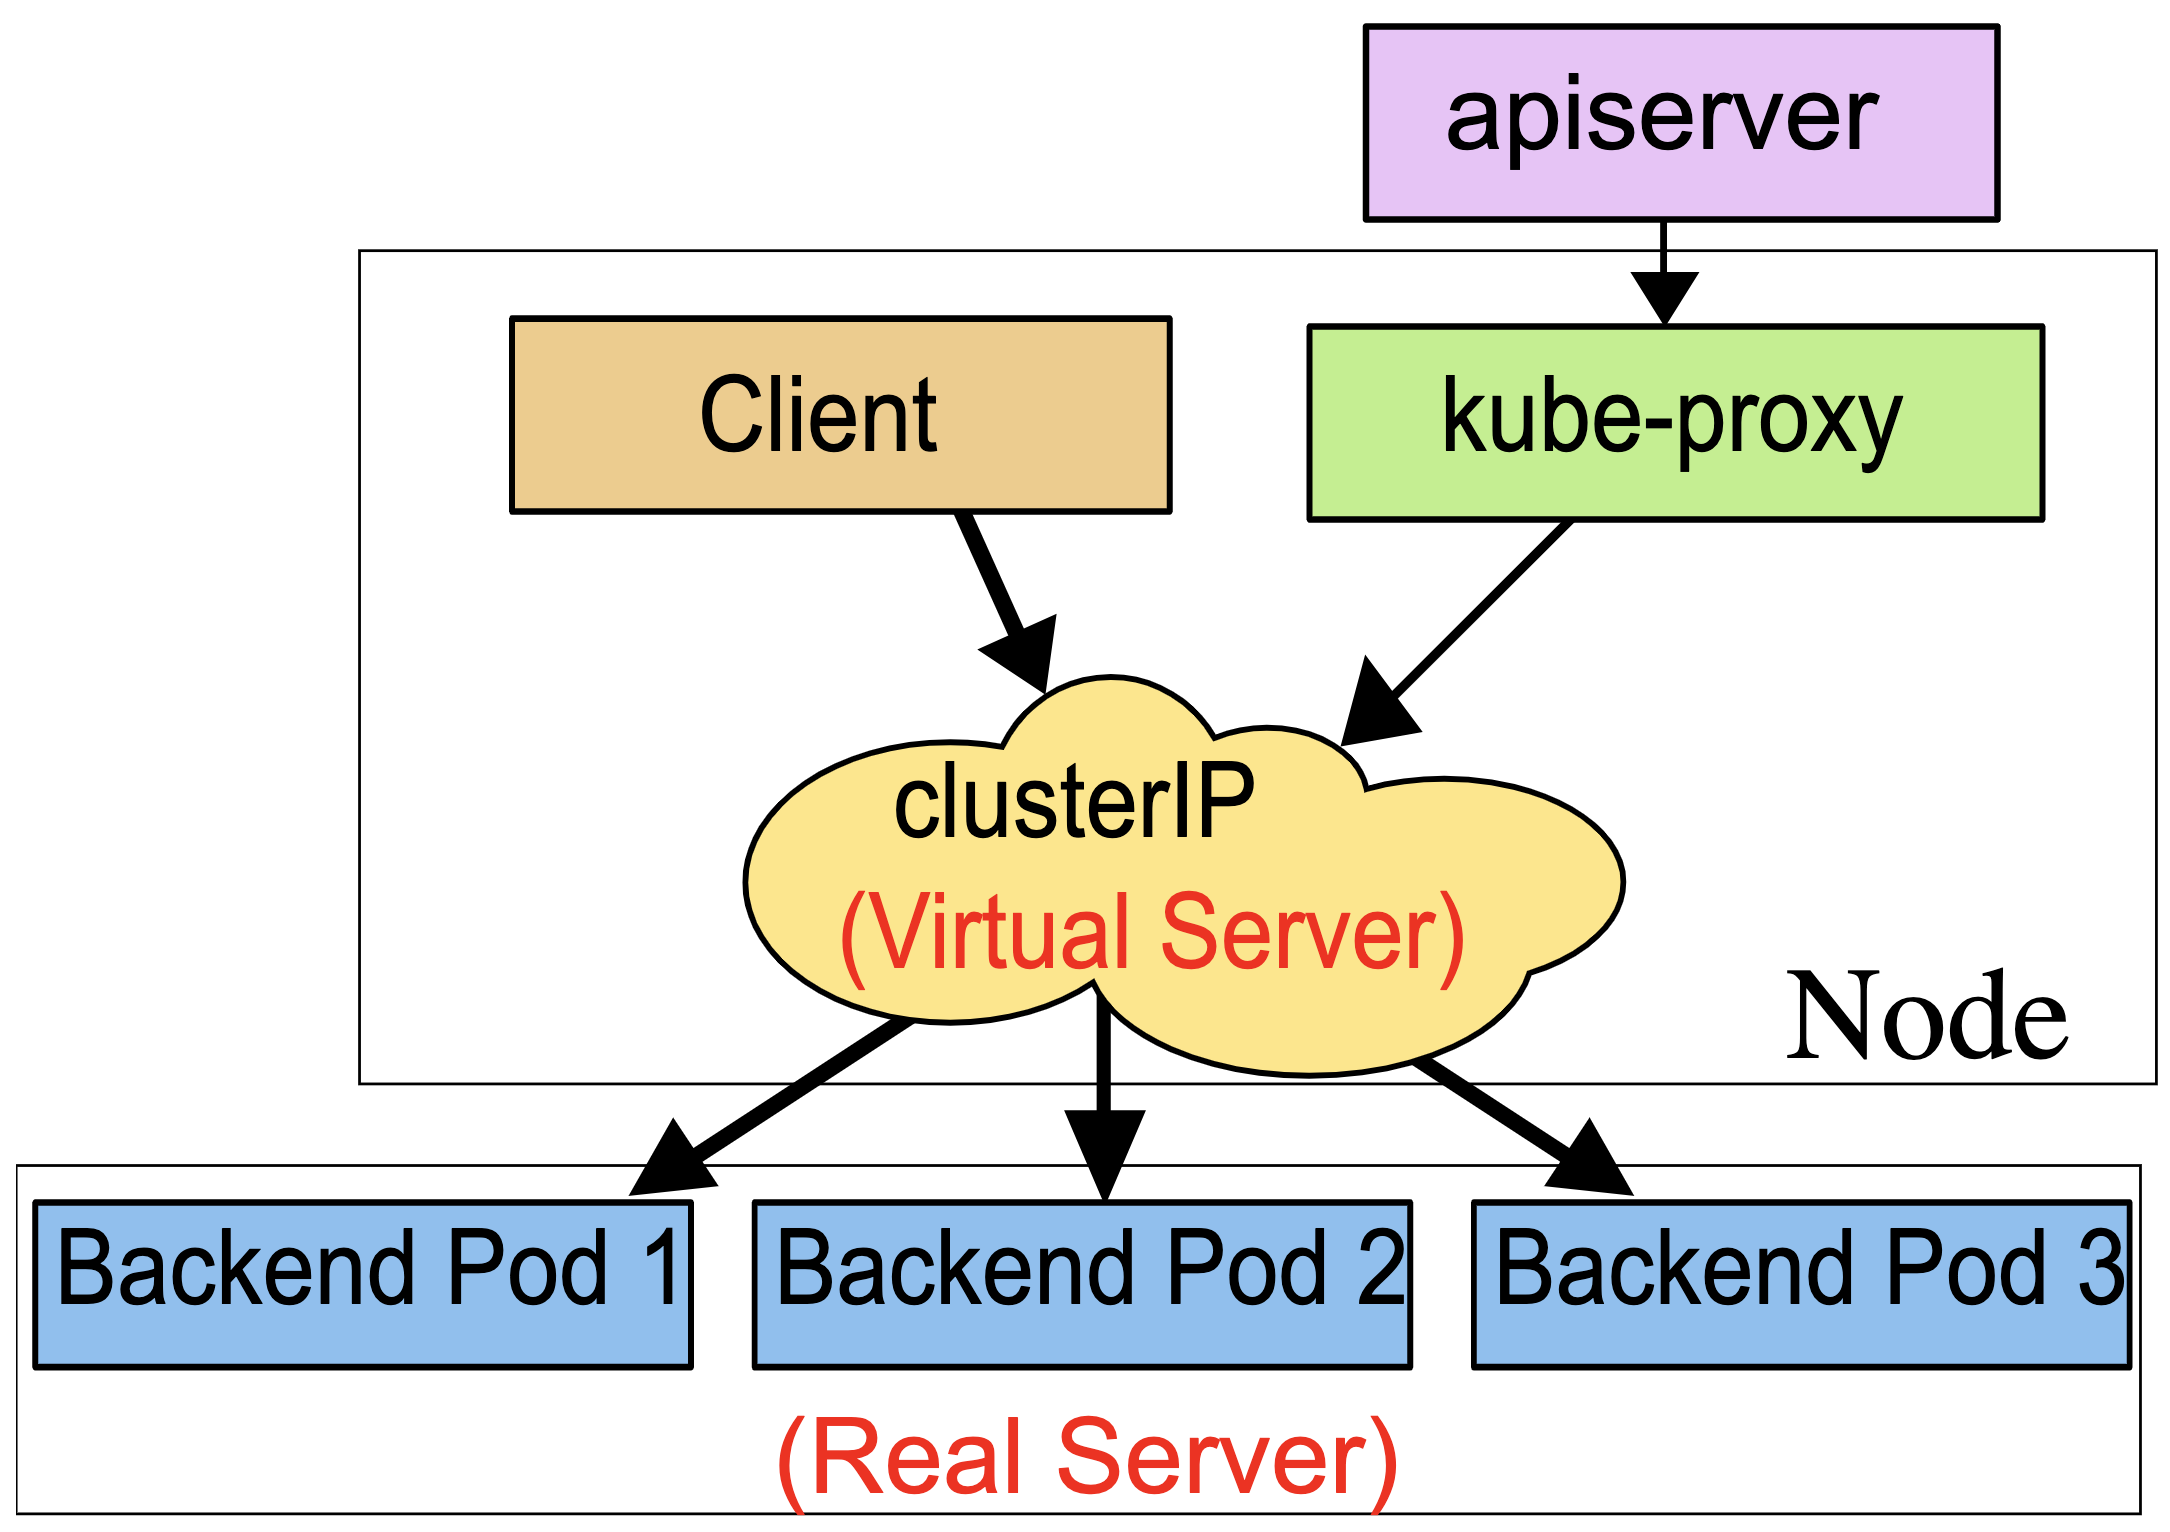 apiserver
Client
kube-proxy
clusterIP
(Virtual Server)
Node
Backend Pod 1
Backend Pod 2
Backend Pod 3
(Real Server)